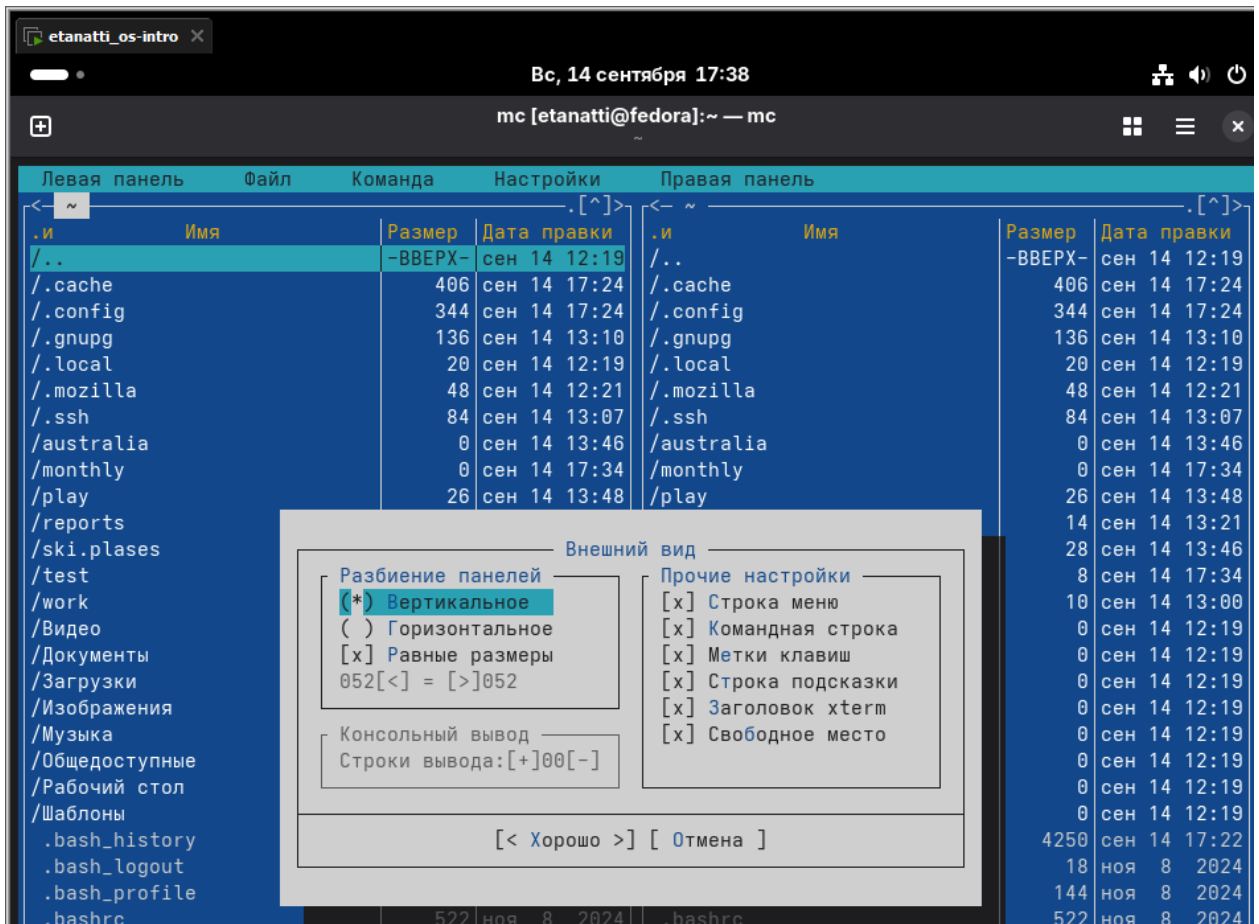 etanatti_os-intro
Вс, 14 сентября 17:38
mc [etanatti@fedora]:~ — mc
~
Левая панель Файл Команда Настройки Правая панель
<— ~ .[^]> <— ~ .[^]>
.и Имя Размер Дата правки .и Имя Размер Дата правки
/.. -ВВЕРХ- сен 14 12:19 /.. -ВВЕРХ- сен 14 12:19
/.cache 406 сен 14 17:24 /.cache 406 сен 14 17:24
/.config 344 сен 14 17:24 /.config 344 сен 14 17:24
/.gnupg 136 сен 14 13:10 /.gnupg 136 сен 14 13:10
/.local 20 сен 14 12:19 /.local 20 сен 14 12:19
/.mozilla 48 сен 14 12:21 /.mozilla 48 сен 14 12:21
/.ssh 84 сен 14 13:07 /.ssh 84 сен 14 13:07
/australia 0 сен 14 13:46 /australia 0 сен 14 13:46
/monthly 0 сен 14 17:34 /monthly 0 сен 14 17:34
/play 26 сен 14 13:48 /play 26 сен 14 13:48
/reports 14 сен 14 13:21
/ski.plases Внешний вид 28 сен 14 13:46
/test Разбиение панелей Прочие настройки 8 сен 14 17:34
/work (*) Вертикальное [x] Строка меню 10 сен 14 13:00
/Видео ( ) Горизонтальное [x] Командная строка 0 сен 14 12:19
/Документы [x] Равные размеры [x] Метки клавиш 0 сен 14 12:19
/Загрузки 052[<] = [>]052 [x] Строка подсказки 0 сен 14 12:19
/Изображения [x] Заголовок xterm 0 сен 14 12:19
/Музыка Консольный вывод [x] Свободное место 0 сен 14 12:19
/Общедоступные Строки вывода:[+]00[-] 0 сен 14 12:19
/Рабочий стол 0 сен 14 12:19
/Шаблоны 0 сен 14 12:19
.bash_history [< Хорошо >] [ Отмена ] 4250 сен 14 17:22
.bash_logout 18 ноя 8 2024
.bash_profile 144 ноя 8 2024
.bashrc 522 ноя 8 2024 .bashrc 522 ноя 8 2024